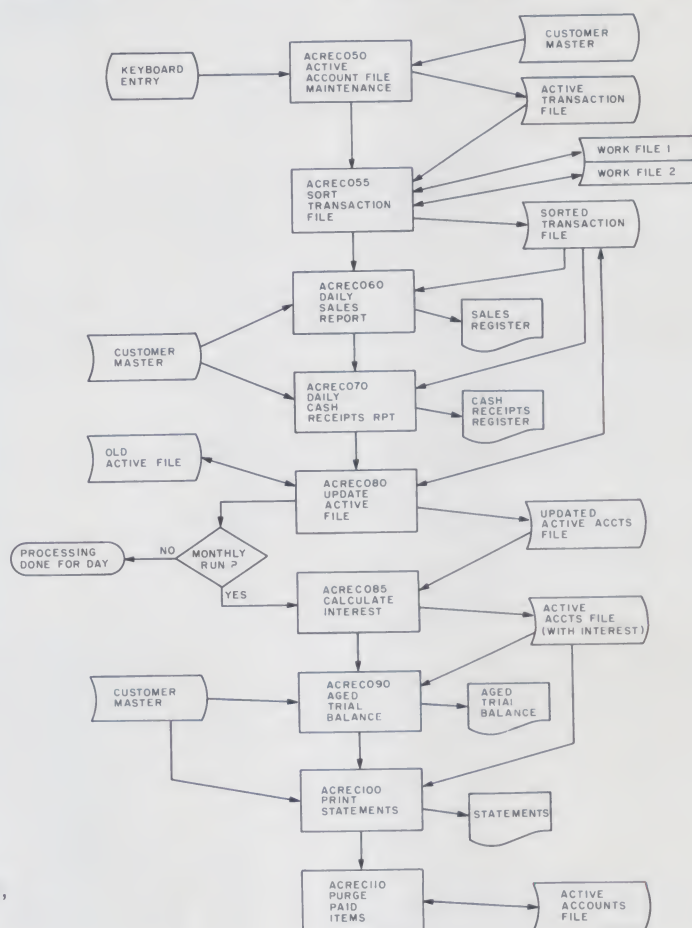 CUSTOMER
MASTER
KEYBOARD
ENTRY
ACREC050
ACTIVE
ACCOUNT FILE
MAINTENANCE
ACTIVE
TRANSACTION
FILE
WORK FILE 1
WORK FILE 2
ACREC055
SORT
TRANSACTION
FILE
SORTED
TRANSACTION
FILE
ACREC060
DAILY
SALES
REPORT
SALES
REGISTER
CUSTOMER
MASTER
ACREC070
DAILY
CASH
RECEIPTS RPT
CASH
RECEIPTS
REGISTER
OLD
ACTIVE FILE
ACREC080
UPDATE
ACTIVE
FILE
UPDATED
ACTIVE ACCTS
FILE
PROCESSING
DONE FOR DAY
NO
MONTHLY
RUN ?
YES
ACREC085
CALCULATE
INTEREST
ACTIVE
ACCTS FILE
(WITH INTEREST)
CUSTOMER
MASTER
ACREC090
AGED
TRIAL
BALANCE
AGED
TRIAL
BALANCE
ACREC100
PRINT
STATEMENTS
STATEMENTS
ACREC110
PURGE
PAID
ITEMS
ACTIVE
ACCOUNTS
FILE
,